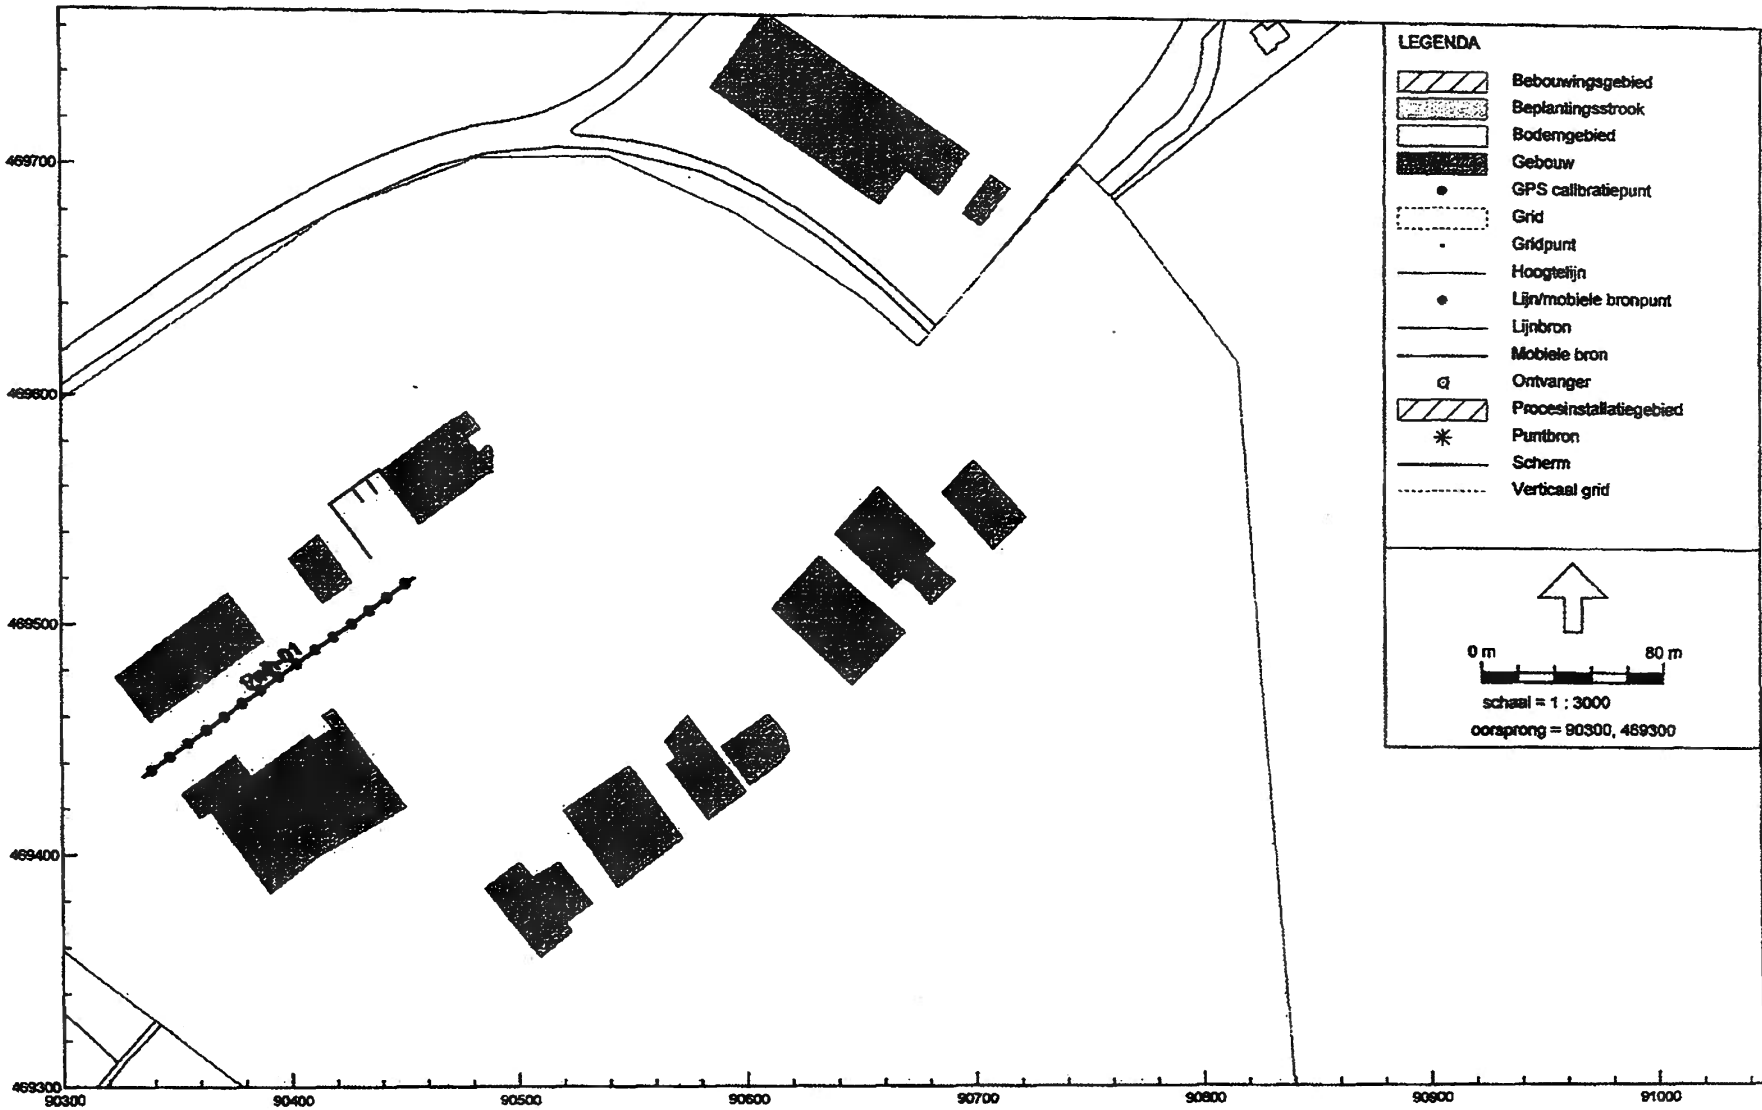 LEGENDA
Bebouwingsgebied
Beplantingsstrook
Bodemgebied
Gebouw
GPS calibratiepunt
Grid
Gridpunt
Hoogtelijn
Lijn/mobiele bronpunt
Lijnbron
Mobiele bron
Ontvanger
Procesinstallatiegebied
Puntbron
Scherm
Verticaal grid
0 m 80 m
schaal = 1 : 3000
oorsprong = 90300, 469300
469700
469600
469500
469400
469300
90300 90400 90500 90600 90700 90800 90900 91000